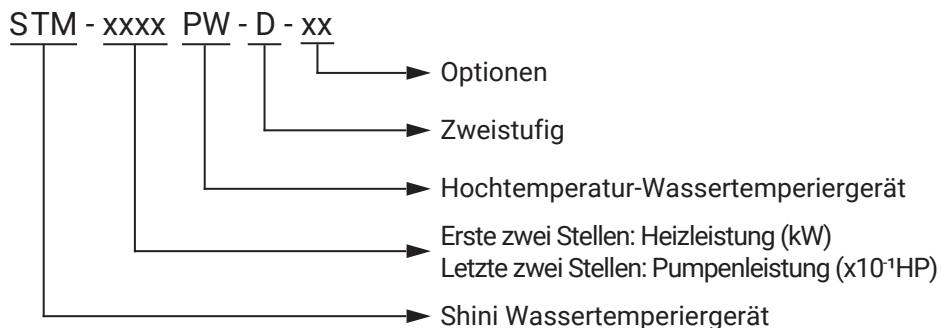 STM - xxxx PW - D - xx
Optionen
Zweistufig
Hochtemperatur-Wassertemperiergerät
Erste zwei Stellen: Heizleistung (kW)
Letzte zwei Stellen: Pumpenleistung (x10⁻¹HP)
Shini Wassertemperiergerät